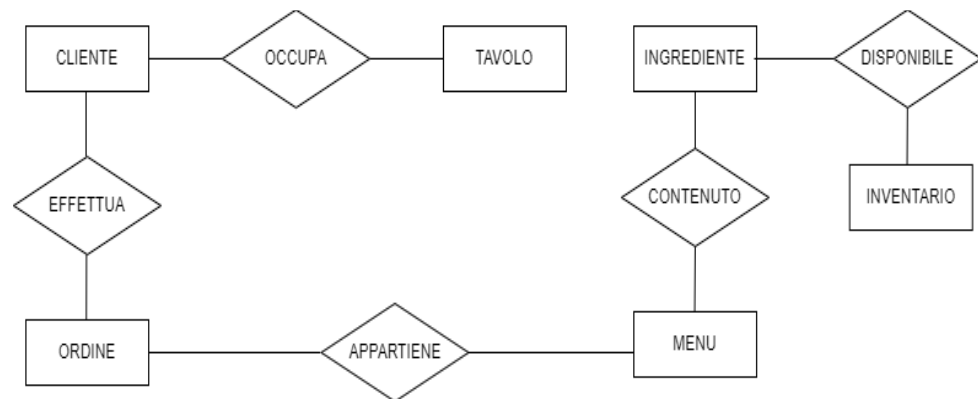 CLIENTE
OCCUPA
TAVOLO
INGREDIENTE
DISPONIBILE
EFFETTUA
CONTENUTO
INVENTARIO
ORDINE
APPARTIENE
MENU